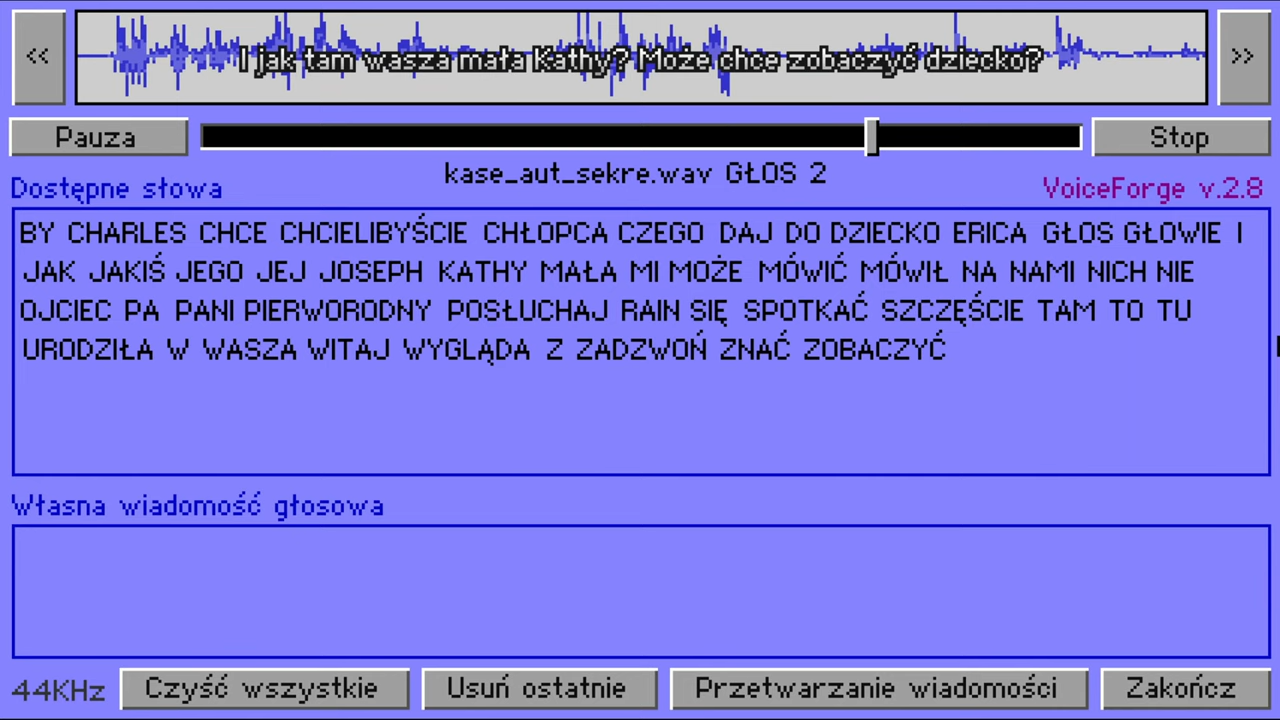 <<
I jak tam wasza mała Kathy? Może chce zobaczyć dziecko?
>>
Pauza
Stop
kase_aut_sekre.wav GŁOS 2
Dostępne słowa
VoiceForge v.2.8
BY CHARLES CHCE CHCIELIBYŚCIE CHŁOPCA CZEGO DAJ DO DZIECKO ERICA GŁOS GŁOWIE I
JAK JAKIŚ JEGO JEJ JOSEPH KATHY MAŁA MI MOŻE MÓWIĆ MÓWIŁ NA NAMI NICH NIE
OJCIEC PA PANI PIERWORODNY POSŁUCHAJ RAIN SIĘ SPOTKAĆ SZCZĘŚCIE TAM TO TU
URODZIŁA W WASZA WITAJ WYGLĄDA Z ZADZWOŃ ZNAĆ ZOBACZYĆ
Własna wiadomość głosowa
44KHz
Czyść wszystkie
Usuń ostatnie
Przetwarzanie wiadomości
Zakończ